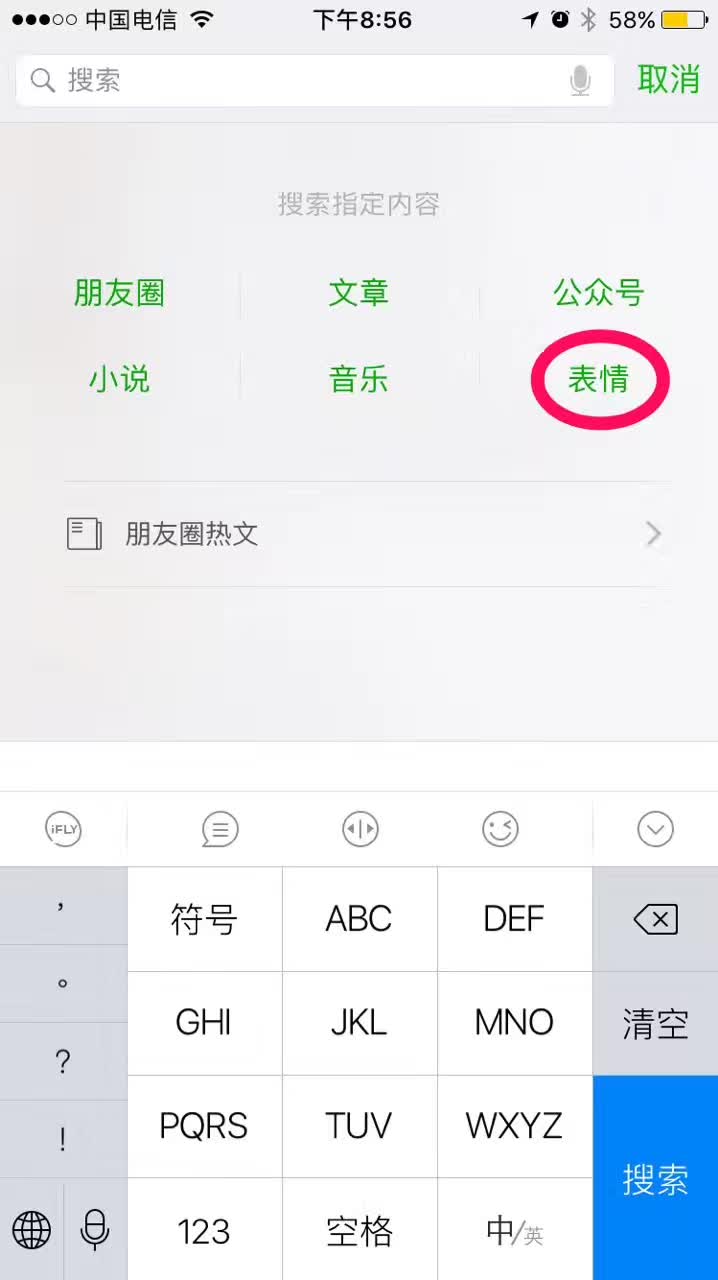 中国电信 下午8:56 58%
搜索 取消
搜索指定内容
朋友圈 文章 公众号
小说 音乐 表情
朋友圈热文
iFLY
， 符号 ABC DEF
。 GHI JKL MNO 清空
？
！ PQRS TUV WXYZ 搜索
123 空格 中/英